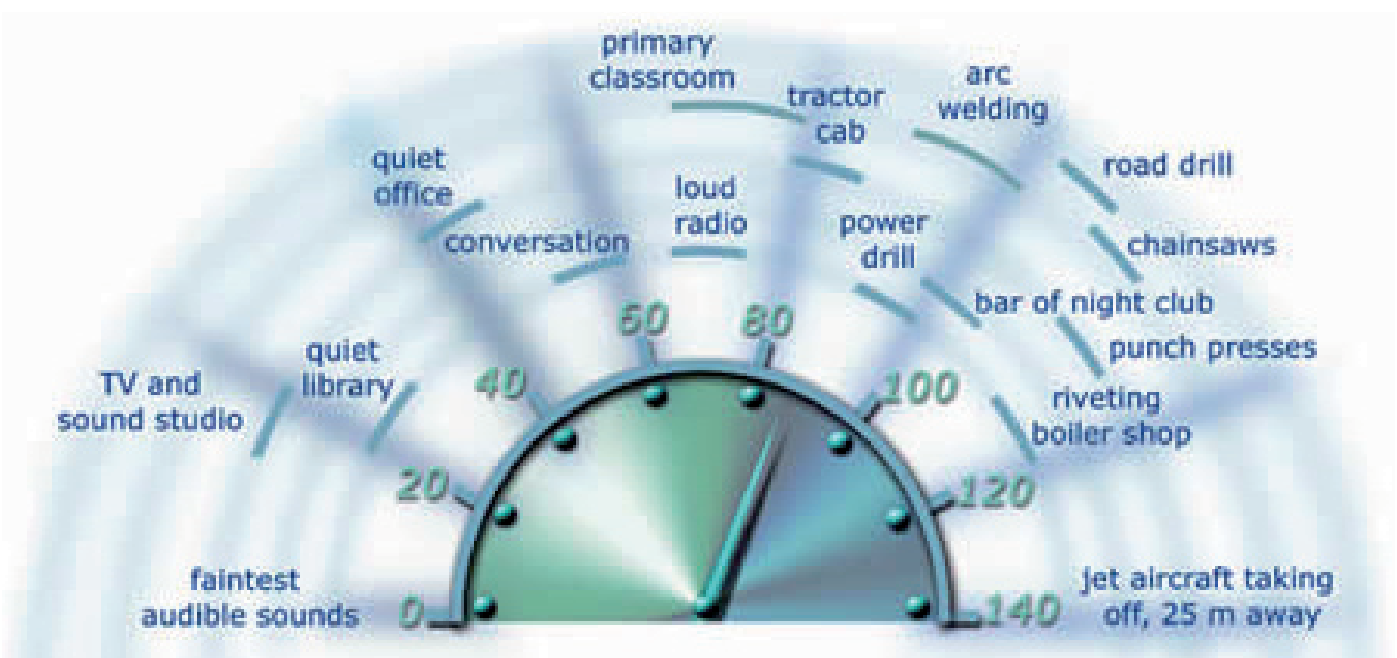 primary
classroom
arc
welding
tractor
cab
quiet
office
road drill
loud
radio
conversation
power
drill
chainsaws
bar of night club
60
80
punch presses
quiet
library
TV and
sound studio
40
100
riveting
boiler shop
20
120
faintest
audible sounds
0
140
jet aircraft taking
off, 25 m away